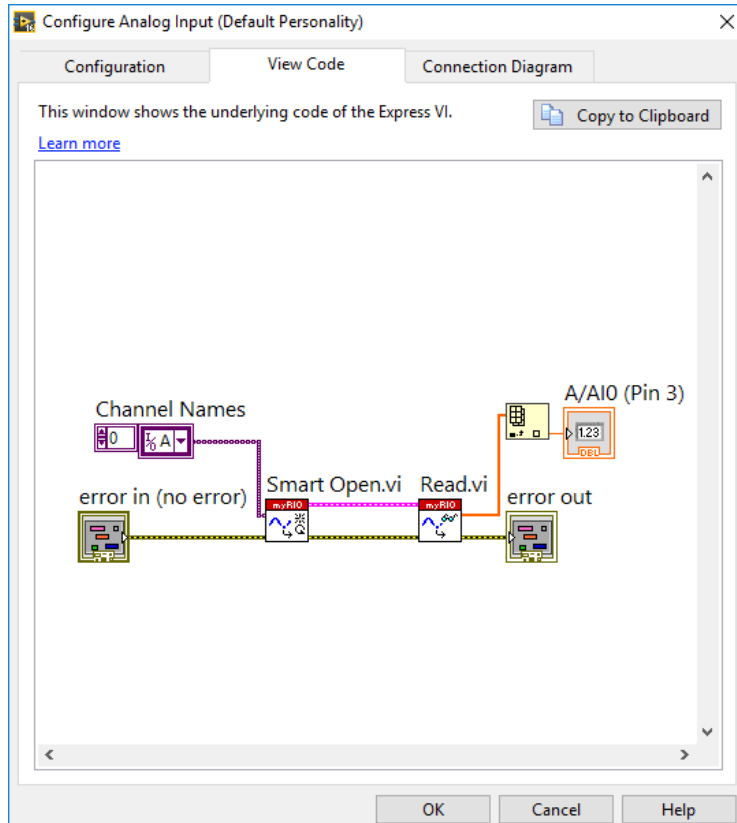 Configure Analog Input (Default Personality)
Configuration
View Code
Connection Diagram
This window shows the underlying code of the Express VI.
Copy to Clipboard
Learn more
A/AI0 (Pin 3)
Channel Names
0
A
1.23
DBL
Smart Open.vi
Read.vi
error in (no error)
error out
myRIO
myRIO
OK
Cancel
Help